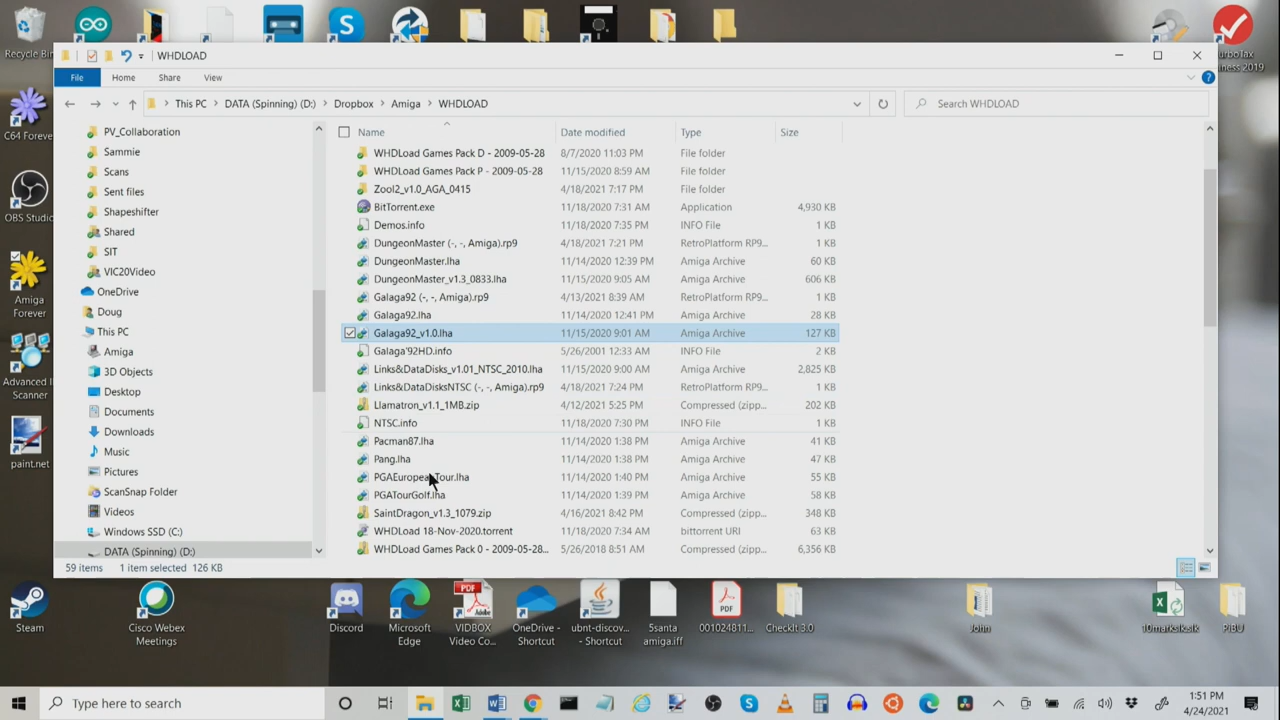 Recycle Bin
urboTax
siness 2019
WHDLOAD
File Home Share View
This PC > DATA (Spinning) (D:) > Dropbox > Amiga > WHDLOAD
Search WHDLOAD
C64 Forever
OBS Studio
Amiga
Forever
Advanced I
Scanner
paint.net
PV_Collaboration
Sammie
Scans
Sent files
Shapeshifter
Shared
SIT
VIC20Video
OneDrive
Doug
This PC
Amiga
3D Objects
Desktop
Documents
Downloads
Music
Pictures
ScanSnap Folder
Videos
Windows SSD (C:)
DATA (Spinning) (D:)
Name Date modified Type Size
WHDLoad Games Pack D - 2009-05-28 8/7/2020 11:03 PM File folder
WHDLoad Games Pack P - 2009-05-28 11/15/2020 8:59 AM File folder
Zool2_v1.0_AGA_0415 4/18/2021 7:17 PM File folder
BitTorrent.exe 11/18/2020 7:31 AM Application 4,930 KB
Demos.info 11/18/2020 7:35 PM INFO File 1 KB
DungeonMaster (-, -, Amiga).rp9 4/18/2021 7:21 PM RetroPlatform RP9... 1 KB
DungeonMaster.lha 11/14/2020 12:39 PM Amiga Archive 60 KB
DungeonMaster_v1.3_0833.lha 11/15/2020 9:05 AM Amiga Archive 606 KB
Galaga92 (-, -, Amiga).rp9 4/13/2021 8:39 AM RetroPlatform RP9... 1 KB
Galaga92.lha 11/14/2020 12:41 PM Amiga Archive 28 KB
Galaga92_v1.0.lha 11/15/2020 9:01 AM Amiga Archive 127 KB
Galaga'92HD.info 5/26/2001 12:33 AM INFO File 2 KB
Links&DataDisks_v1.01_NTSC_2010.lha 11/15/2020 9:00 AM Amiga Archive 2,825 KB
Links&DataDisksNTSC (-, -, Amiga).rp9 4/18/2021 7:24 PM RetroPlatform RP9... 1 KB
Llamatron_v1.1_1MB.zip 4/12/2021 5:25 PM Compressed (zipp... 202 KB
NTSC.info 11/18/2020 7:30 PM INFO File 1 KB
Pacman87.lha 11/14/2020 1:38 PM Amiga Archive 41 KB
Pang.lha 11/14/2020 1:38 PM Amiga Archive 47 KB
PGAEuropeanTour.lha 11/14/2020 1:40 PM Amiga Archive 55 KB
PGATourGolf.lha 11/14/2020 1:39 PM Amiga Archive 58 KB
SaintDragon_v1.3_1079.zip 4/16/2021 8:42 PM Compressed (zipp... 348 KB
WHDLoad 18-Nov-2020.torrent 11/18/2020 7:34 AM bittorrent URI 63 KB
WHDLoad Games Pack 0 - 2009-05-28... 5/26/2018 8:51 AM Compressed (zipp... 6,356 KB
59 items 1 item selected 126 KB
Steam
Cisco Webex
Meetings
Discord
Microsoft
Edge
PDF
VIDBOX
Video Co...
OneDrive -
Shortcut
ubnt-discov...
- Shortcut
5santa
amiga.iff
PDF
001024811...
CheckIt 3.0
John
10marksiksik
PiBU
Type here to search
1:51 PM
4/24/2021